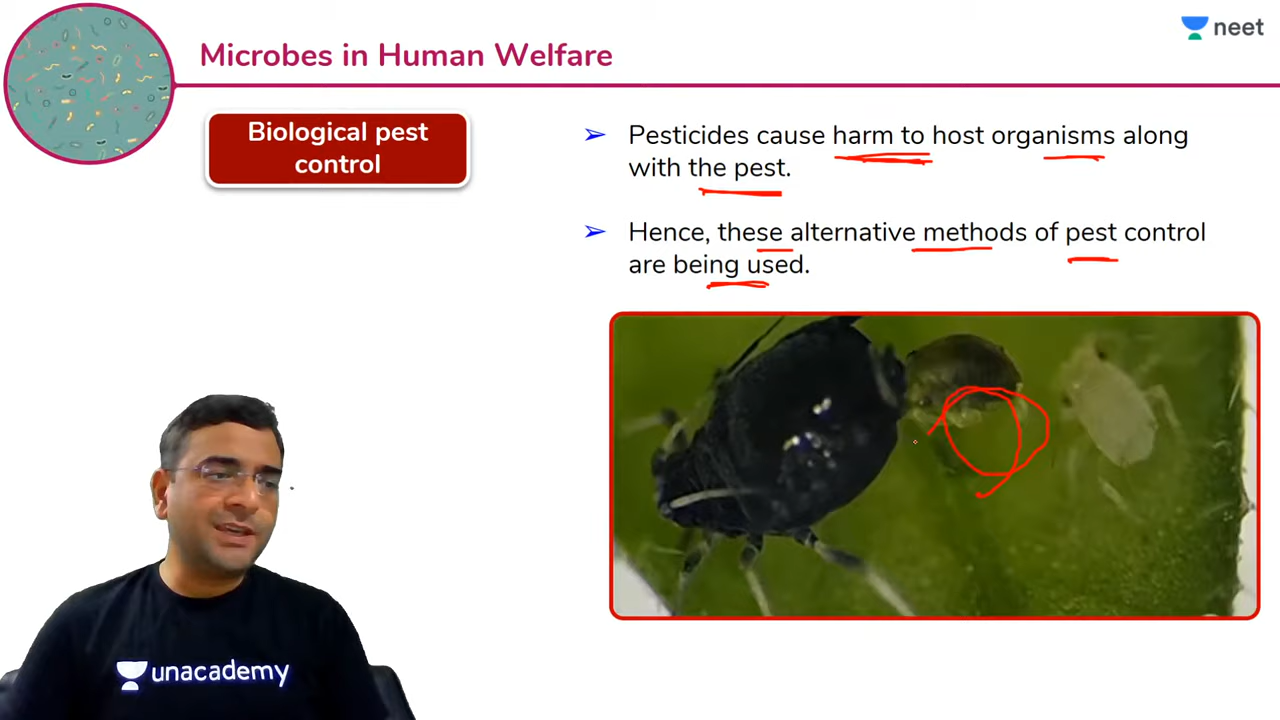 Microbes in Human Welfare
neet
Biological pest
control
➢ Pesticides cause harm to host organisms along
with the pest.
➢ Hence, these alternative methods of pest control
are being used.
unacademy